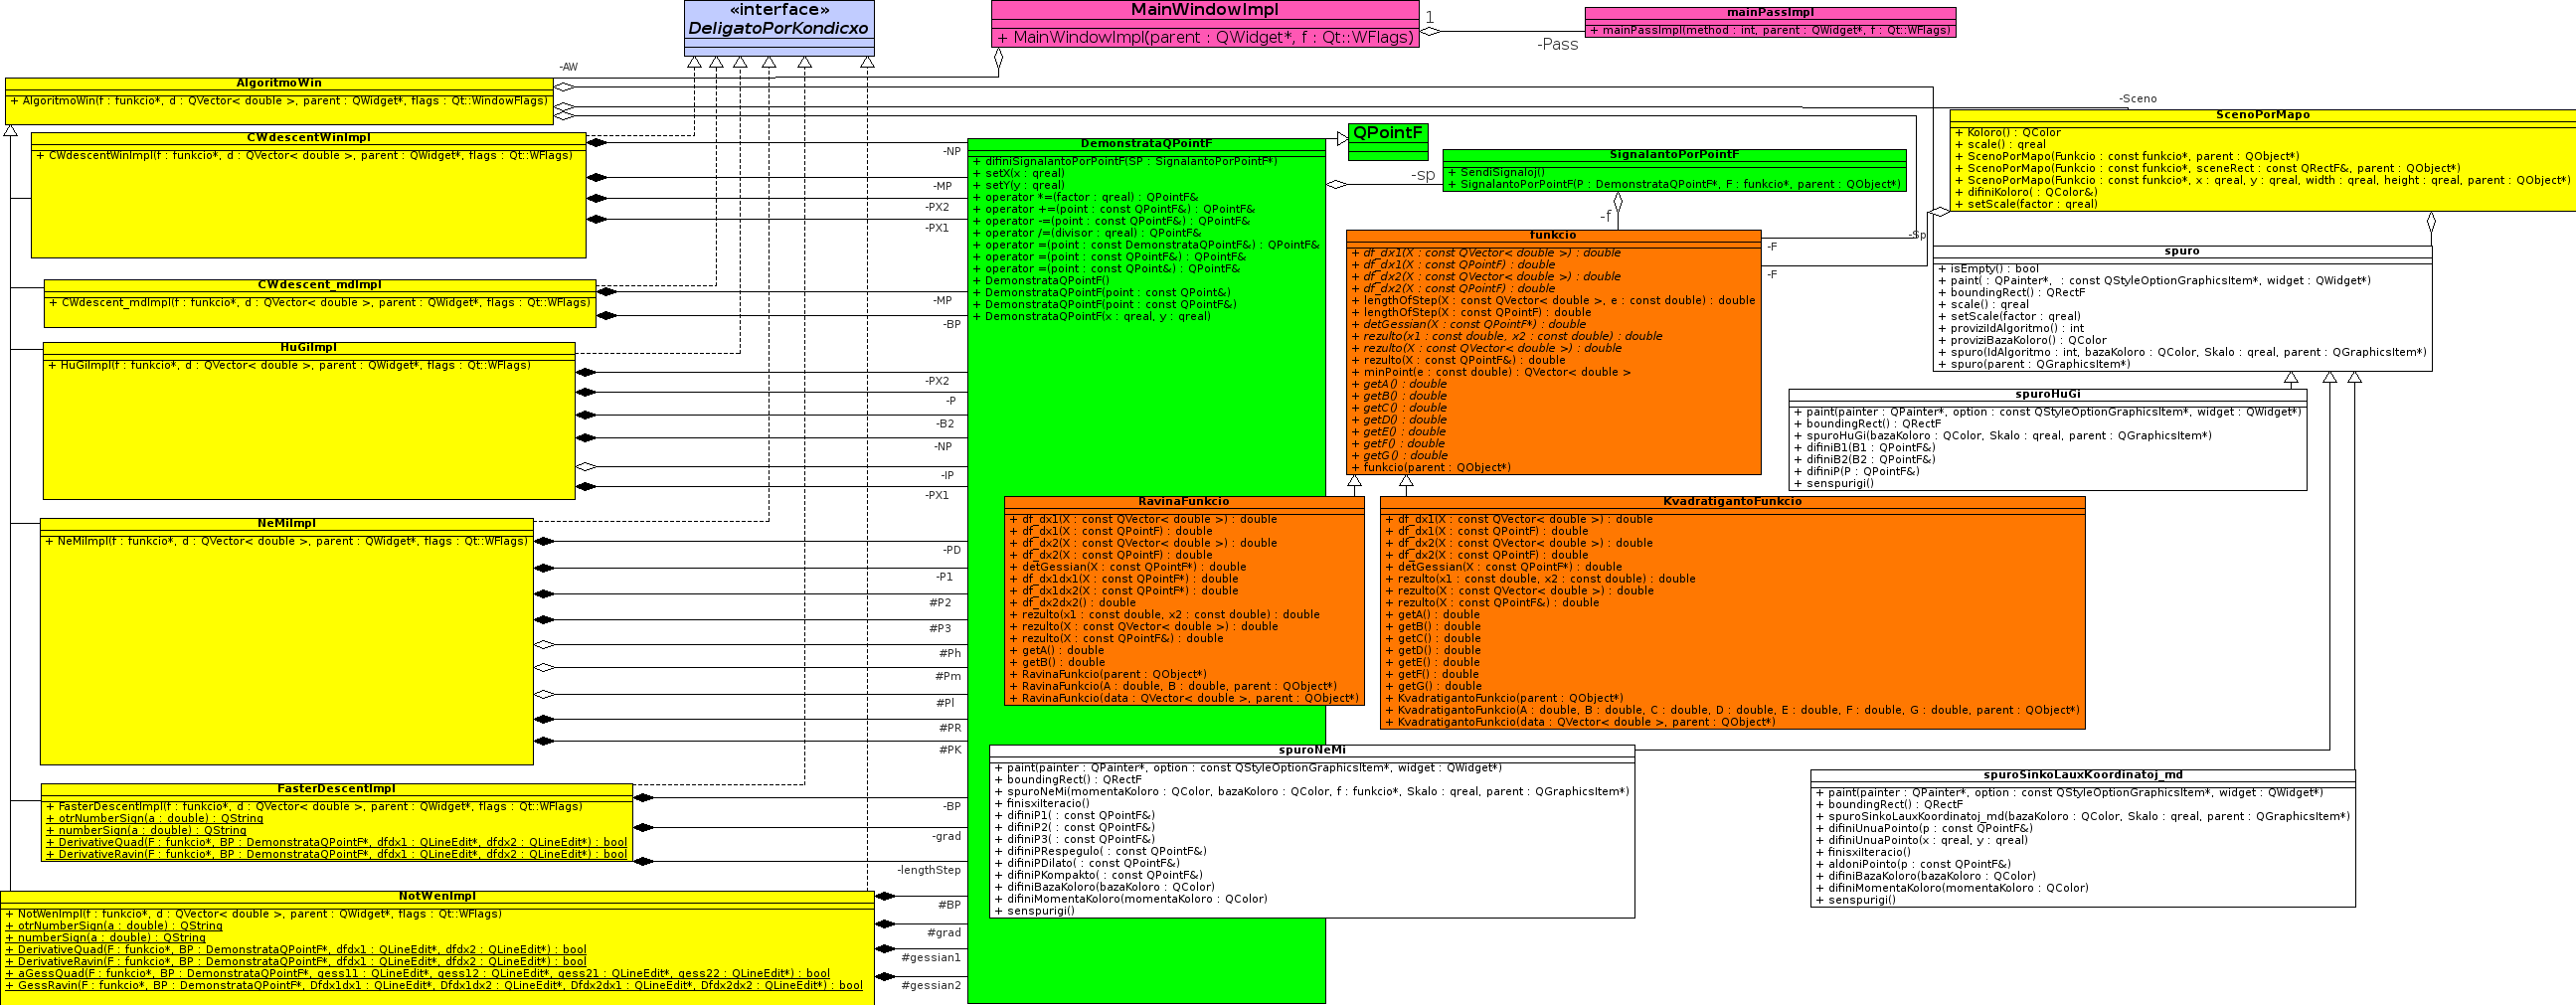 «interface»
DeligatoPorKondicxo
MainWindowImpl
+ MainWindowImpl(parent : QWidget*, f : Qt::WFlags)
1
-Pass
mainPassImpl
+ mainPassImpl(method : int, parent : QWidget*, f : Qt::WFlags)
-AW
AlgoritmoWin
+ AlgoritmoWin(f : funkcio*, d : QVector< double >, parent : QWidget*, flags : Qt::WindowFlags)
CWdescentWinImpl
+ CWdescentWinImpl(f : funkcio*, d : QVector< double >, parent : QWidget*, flags : Qt::WFlags)
-NP
-MP
-PX2
-PX1
CWdescent_mdImpl
+ CWdescent_mdImpl(f : funkcio*, d : QVector< double >, parent : QWidget*, flags : Qt::WFlags)
-MP
-BP
HuGiImpl
+ HuGiImpl(f : funkcio*, d : QVector< double >, parent : QWidget*, flags : Qt::WFlags)
-PX2
-P
-B2
-NP
-IP
-PX1
NeMiImpl
+ NeMiImpl(f : funkcio*, d : QVector< double >, parent : QWidget*, flags : Qt::WFlags)
-PD
-P1
#P2
#P3
#Ph
#Pm
#Pl
#PR
#PK
FasterDescentImpl
+ FasterDescentImpl(f : funkcio*, d : QVector< double >, parent : QWidget*, flags : Qt::WFlags)
+ otrNumberSign(a : double) : QString
+ numberSign(a : double) : QString
+ DerivativeQuad(F : funkcio*, BP : DemonstrataQPointF*, dfdx1 : QLineEdit*, dfdx2 : QLineEdit*) : bool
+ DerivativeRavin(F : funkcio*, BP : DemonstrataQPointF*, dfdx1 : QLineEdit*, dfdx2 : QLineEdit*) : bool
-BP
-grad
-lengthStep
NotWenImpl
+ NotWenImpl(f : funkcio*, d : QVector< double >, parent : QWidget*, flags : Qt::WFlags)
+ otrNumberSign(a : double) : QString
+ numberSign(a : double) : QString
+ DerivativeQuad(F : funkcio*, BP : DemonstrataQPointF*, dfdx1 : QLineEdit*, dfdx2 : QLineEdit*) : bool
+ DerivativeRavin(F : funkcio*, BP : DemonstrataQPointF*, dfdx1 : QLineEdit*, dfdx2 : QLineEdit*) : bool
+ aGessQuad(F : funkcio*, BP : DemonstrataQPointF*, gess11 : QLineEdit*, gess12 : QLineEdit*, gess21 : QLineEdit*, gess22 : QLineEdit*) : bool
+ GessRavin(F : funkcio*, BP : DemonstrataQPointF*, Dfdx1dx1 : QLineEdit*, Dfdx1dx2 : QLineEdit*, Dfdx2dx1 : QLineEdit*, Dfdx2dx2 : QLineEdit*) : bool
#BP
#grad
#gessian1
#gessian2
DemonstrataQPointF
+ difiniSignalantoPorPointF(SP : SignalantoPorPointF*)
+ setX(x : qreal)
+ setY(y : qreal)
+ operator *=(factor : qreal) : QPointF&
+ operator +=(point : const QPointF&) : QPointF&
+ operator -=(point : const QPointF&) : QPointF&
+ operator /=(divisor : qreal) : QPointF&
+ operator =(point : const DemonstrataQPointF&) : QPointF&
+ operator =(point : const QPointF&) : QPointF&
+ operator =(point : const QPoint&) : QPointF&
+ DemonstrataQPointF()
+ DemonstrataQPointF(point : const QPoint&)
+ DemonstrataQPointF(point : const QPointF&)
+ DemonstrataQPointF(x : qreal, y : qreal)
QPointF
-sp
SignalantoPorPointF
+ SendiSignaloj()
+ SignalantoPorPointF(P : DemonstrataQPointF*, F : funkcio*, parent : QObject*)
-f
funkcio
+ df_dx1(X : const QVector< double >) : double
+ df_dx1(X : const QPointF) : double
+ df_dx2(X : const QVector< double >) : double
+ df_dx2(X : const QPointF) : double
+ lengthOfStep(X : const QVector< double >, e : const double) : double
+ lengthOfStep(X : const QPointF) : double
+ detGessian(X : const QPointF*) : double
+ rezulto(x1 : const double, x2 : const double) : double
+ rezulto(X : const QVector< double >) : double
+ rezulto(X : const QPointF&) : double
+ minPoint(e : const double) : QVector< double >
+ getA() : double
+ getB() : double
+ getC() : double
+ getD() : double
+ getE() : double
+ getF() : double
+ getG() : double
+ funkcio(parent : QObject*)
-F
-F
-Sp
-Sceno
ScenoPorMapo
+ Koloro() : QColor
+ scale() : qreal
+ ScenoPorMapo(Funkcio : const funkcio*, parent : QObject*)
+ ScenoPorMapo(Funkcio : const funkcio*, sceneRect : const QRectF&, parent : QObject*)
+ ScenoPorMapo(Funkcio : const funkcio*, x : qreal, y : qreal, width : qreal, height : qreal, parent : QObject*)
+ difiniKoloro( : QColor&)
+ setScale(factor : qreal)
spuro
+ isEmpty() : bool
+ paint( : QPainter*,  : const QStyleOptionGraphicsItem*, widget : QWidget*)
+ boundingRect() : QRectF
+ scale() : qreal
+ setScale(factor : qreal)
+ proviziIdAlgoritmo() : int
+ proviziBazaKoloro() : QColor
+ spuro(IdAlgoritmo : int, bazaKoloro : QColor, Skalo : qreal, parent : QGraphicsItem*)
+ spuro(parent : QGraphicsItem*)
spuroHuGi
+ paint(painter : QPainter*, option : const QStyleOptionGraphicsItem*, widget : QWidget*)
+ boundingRect() : QRectF
+ spuroHuGi(bazaKoloro : QColor, Skalo : qreal, parent : QGraphicsItem*)
+ difiniB1(B1 : QPointF&)
+ difiniB2(B2 : QPointF&)
+ difiniP(P : QPointF&)
+ senspurigi()
RavinaFunkcio
+ df_dx1(X : const QVector< double >) : double
+ df_dx1(X : const QPointF) : double
+ df_dx2(X : const QVector< double >) : double
+ df_dx2(X : const QPointF) : double
+ detGessian(X : const QPointF*) : double
+ df_dx1dx1(X : const QPointF*) : double
+ df_dx1dx2(X : const QPointF*) : double
+ df_dx2dx2() : double
+ rezulto(x1 : const double, x2 : const double) : double
+ rezulto(X : const QVector< double >) : double
+ rezulto(X : const QPointF&) : double
+ getA() : double
+ getB() : double
+ RavinaFunkcio(parent : QObject*)
+ RavinaFunkcio(A : double, B : double, parent : QObject*)
+ RavinaFunkcio(data : QVector< double >, parent : QObject*)
KvadratigantoFunkcio
+ df_dx1(X : const QVector< double >) : double
+ df_dx1(X : const QPointF) : double
+ df_dx2(X : const QVector< double >) : double
+ df_dx2(X : const QPointF) : double
+ detGessian(X : const QPointF*) : double
+ rezulto(x1 : const double, x2 : const double) : double
+ rezulto(X : const QVector< double >) : double
+ rezulto(X : const QPointF&) : double
+ getA() : double
+ getB() : double
+ getC() : double
+ getD() : double
+ getE() : double
+ getF() : double
+ getG() : double
+ KvadratigantoFunkcio(parent : QObject*)
+ KvadratigantoFunkcio(A : double, B : double, C : double, D : double, E : double, F : double, G : double, parent : QObject*)
+ KvadratigantoFunkcio(data : QVector< double >, parent : QObject*)
spuroNeMi
+ paint(painter : QPainter*, option : const QStyleOptionGraphicsItem*, widget : QWidget*)
+ boundingRect() : QRectF
+ spuroNeMi(momentaKoloro : QColor, bazaKoloro : QColor, f : funkcio*, Skalo : qreal, parent : QGraphicsItem*)
+ finisxiIteracio()
+ difiniP1( : const QPointF&)
+ difiniP2( : const QPointF&)
+ difiniP3( : const QPointF&)
+ difiniPRespegulo( : const QPointF&)
+ difiniPDilato( : const QPointF&)
+ difiniPKompakto( : const QPointF&)
+ difiniBazaKoloro(bazaKoloro : QColor)
+ difiniMomentaKoloro(momentaKoloro : QColor)
+ senspurigi()
spuroSinkoLauxKoordinatoj_md
+ paint(painter : QPainter*, option : const QStyleOptionGraphicsItem*, widget : QWidget*)
+ boundingRect() : QRectF
+ spuroSinkoLauxKoordinatoj_md(bazaKoloro : QColor, Skalo : qreal, parent : QGraphicsItem*)
+ difiniUnuaPointo(p : const QPointF&)
+ difiniUnuaPointo(x : qreal, y : qreal)
+ finisxiIteracio()
+ aldoniPointo(p : const QPointF&)
+ difiniBazaKoloro(bazaKoloro : QColor)
+ difiniMomentaKoloro(momentaKoloro : QColor)
+ senspurigi()